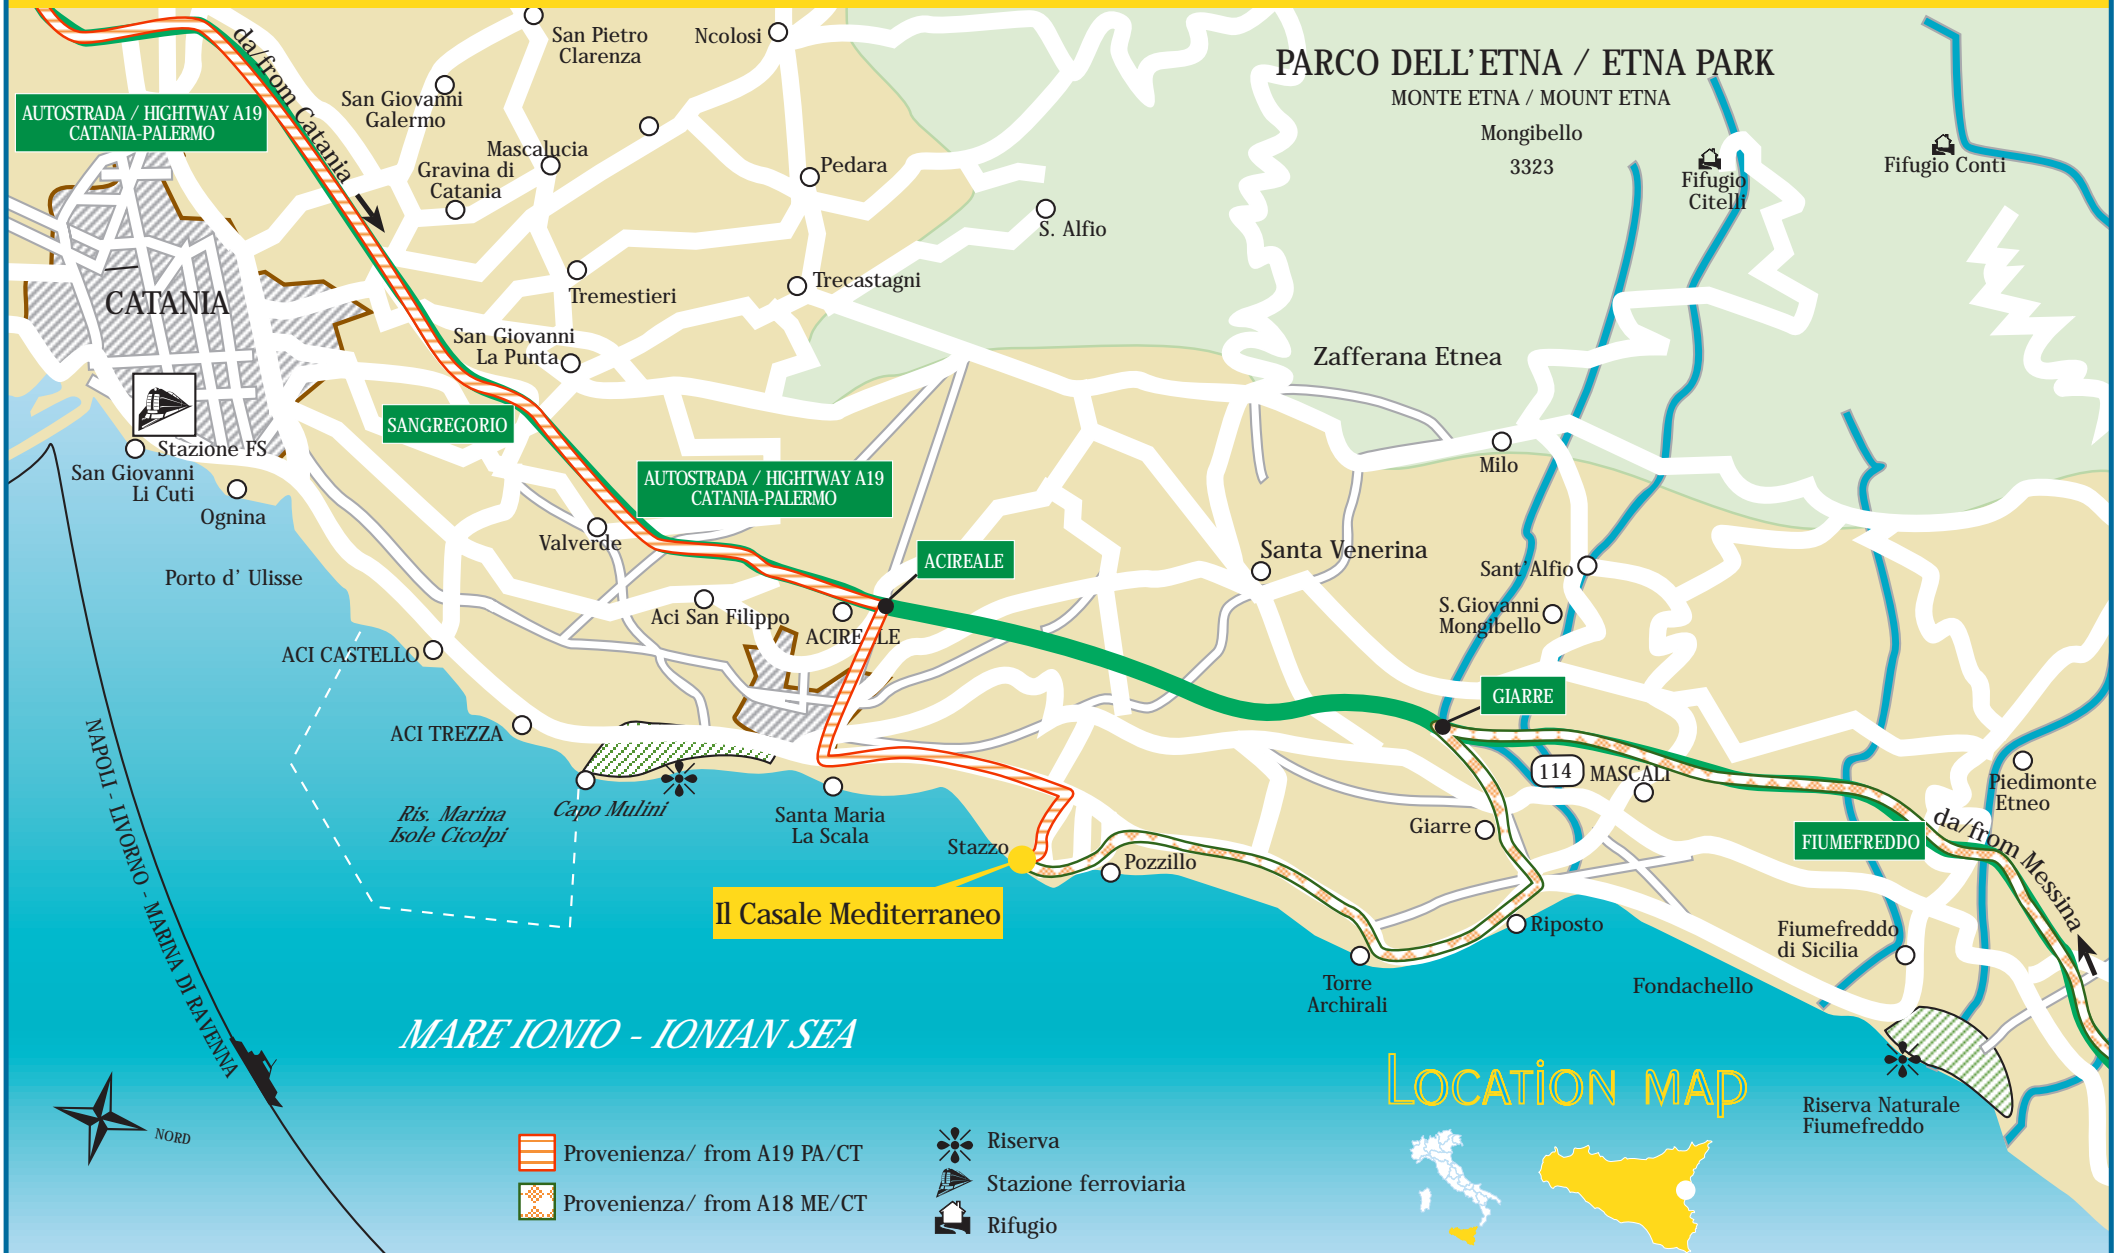 da/from Catania
San Pietro
Clarenza
Ncolosi
PARCO DELL'ETNA / ETNA PARK
MONTE ETNA / MOUNT ETNA
Mongibello
3323
AUTOSTRADA / HIGHTWAY A19
CATANIA-PALERMO
San Giovanni
Galermo
Mascalucia
Gravina di
Catania
Pedara
S. Alfio
Fifugio
Citelli
Fifugio Conti
CATANIA
Tremestieri
Trecastagni
San Giovanni
La Punta
Zafferana Etnea
SANGREGORIO
Stazione FS
San Giovanni
Li Cuti
Ognina
AUTOSTRADA / HIGHTWAY A19
CATANIA-PALERMO
Milo
Valverde
ACIREALE
Santa Venerina
Sant'Alfio
Porto d' Ulisse
Aci San Filippo
ACIREALE
S.Giovanni
Mongibello
ACI CASTELLO
GIARRE
ACI TREZZA
114
MASCALI
Piedimonte
Etneo
Capo Mulini
Ris. Marina
Isole Cicolpi
Santa Maria
La Scala
Giarre
FIUMEFREDDO
da/from Messina
Stazzo
Pozzillo
Il Casale Mediterraneo
Riposto
Fiumefreddo
di Sicilia
Torre
Archirali
Fondachello
NAPOLI - LIVORNO - MARINA DI RAVENNA
MARE IONIO - IONIAN SEA
LOCATION MAP
Riserva Naturale
Fiumefreddo
NORD
Provenienza/ from A19 PA/CT
Provenienza/ from A18 ME/CT
Riserva
Stazione ferroviaria
Rifugio